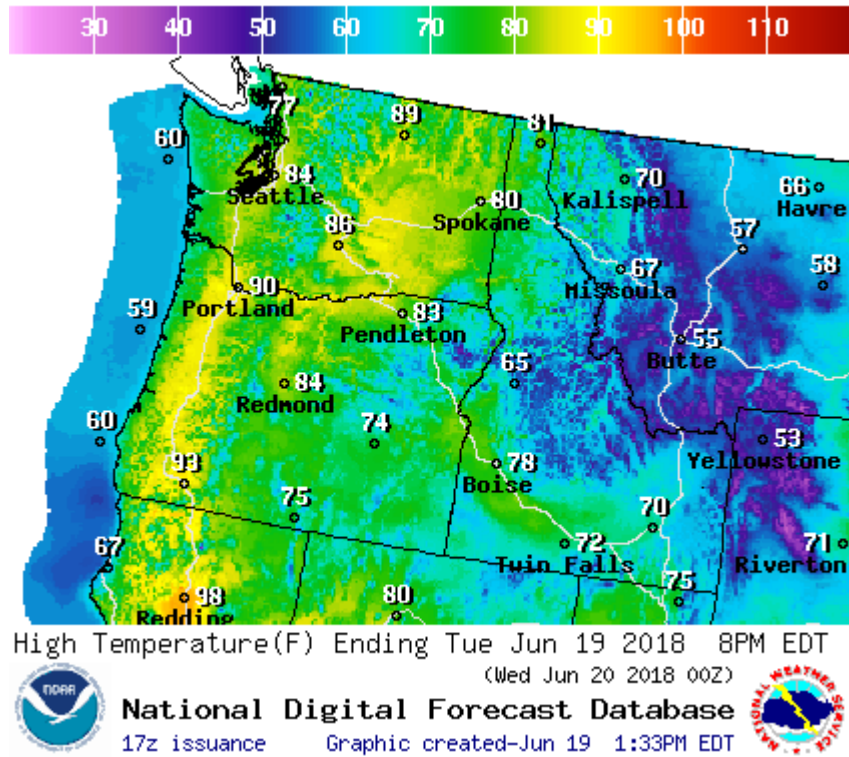 30 40 50 60 70 80 90 100 110
77
89
81
60
84
Seattle
80
Spokane
70
Kalispell
66
Havre
86
57
67
Missoula
58
90
Portland
59
83
Pendleton
55
Butte
84
Redmond
65
74
60
53
Yellowstone
93
78
Boise
75
70
72
Twin Falls
71
Riverton
67
98
Redding
80
75
High Temperature(F) Ending Tue Jun 19 2018 8PM EDT
(Wed Jun 20 2018 00Z)
NOAA
National Digital Forecast Database
17z issuance Graphic created-Jun 19 1:33PM EDT
NATIONAL WEATHER SERVICE